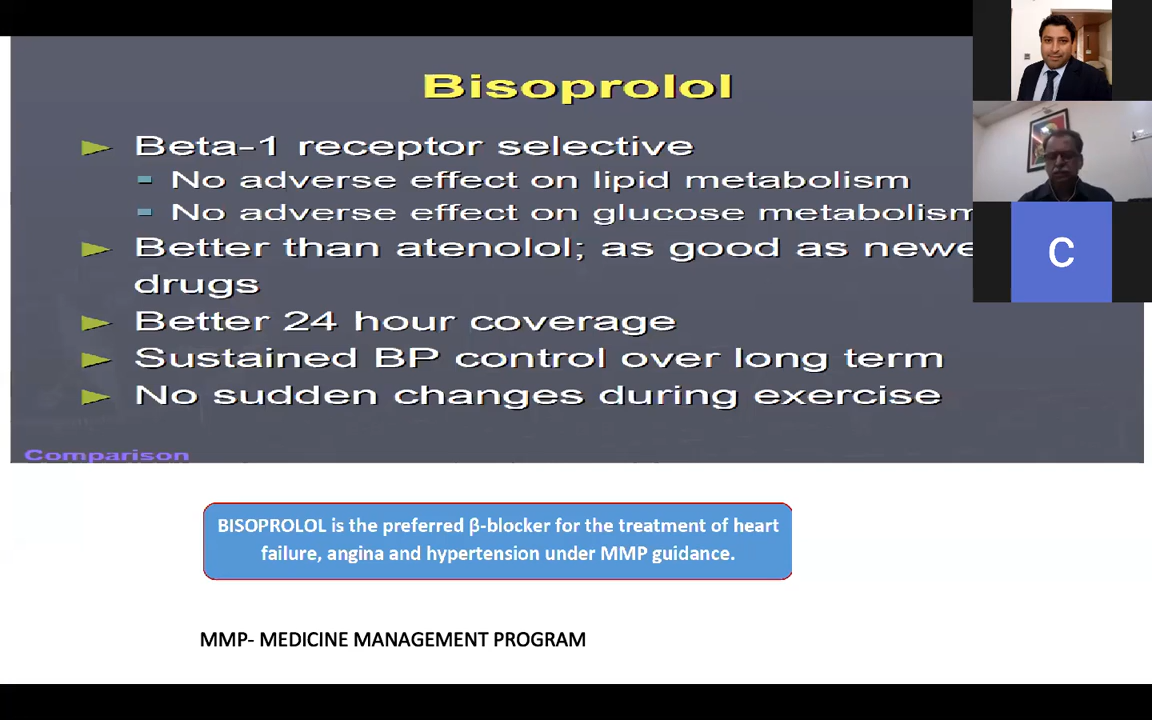 Bisoprolol
Beta-1 receptor selective
No adverse effect on lipid metabolism
No adverse effect on glucose metabolism
Better than atenolol; as good as newe
drugs
Better 24 hour coverage
Sustained BP control over long term
No sudden changes during exercise
Comparison
C
BISOPROLOL is the preferred β-blocker for the treatment of heart
failure, angina and hypertension under MMP guidance.
MMP- MEDICINE MANAGEMENT PROGRAM